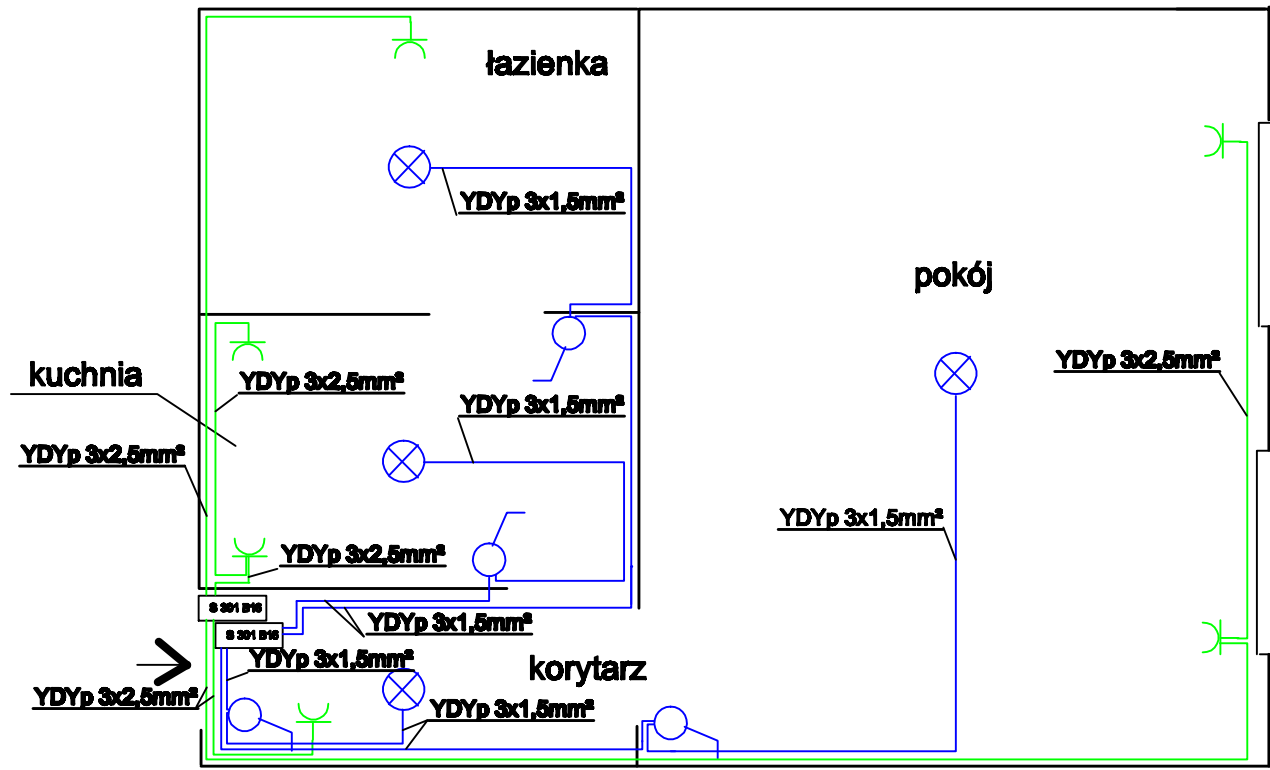 łazienka
YDYp 3x1,5mm²
pokój
kuchnia
YDYp 3x2,5mm²
YDYp 3x2,5mm²
YDYp 3x1,5mm²
YDYp 3x2,5mm²
YDYp 3x1,5mm²
YDYp 3x2,5mm²
S 301 B16
S 301 B16
YDYp 3x1,5mm²
YDYp 3x1,5mm²
korytarz
YDYp 3x2,5mm²
YDYp 3x1,5mm²